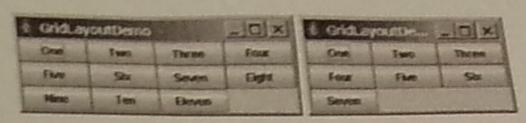 GridLayoutDemo
One Two Three Four
Five Six Seven Eight
Nine Ten Eleven
GridLayoutDe...
One Two Three
Four Five Six
Seven